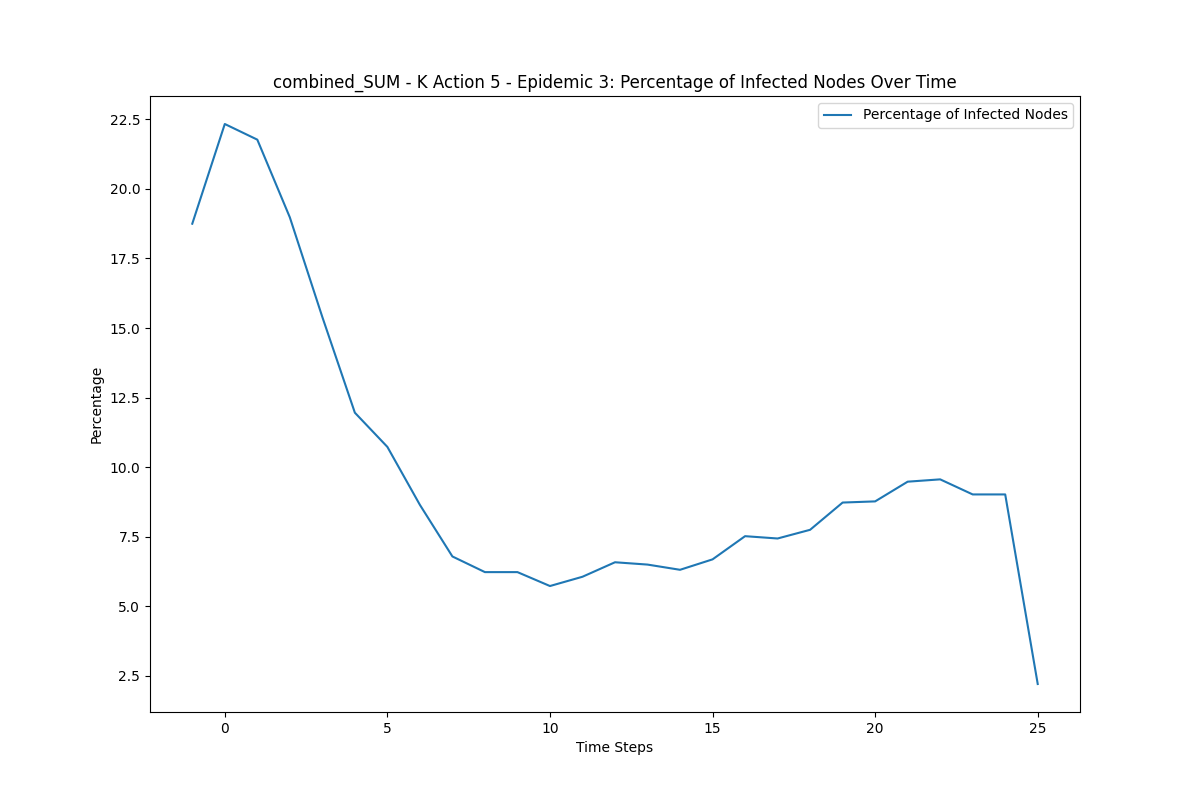 combined_SUM - K Action 5 - Epidemic 3: Percentage of Infected Nodes Over Time
Percentage of Infected Nodes
22.5
20.0
17.5
15.0
12.5
10.0
7.5
5.0
2.5
Percentage
0 5 10 15 20 25
Time Steps